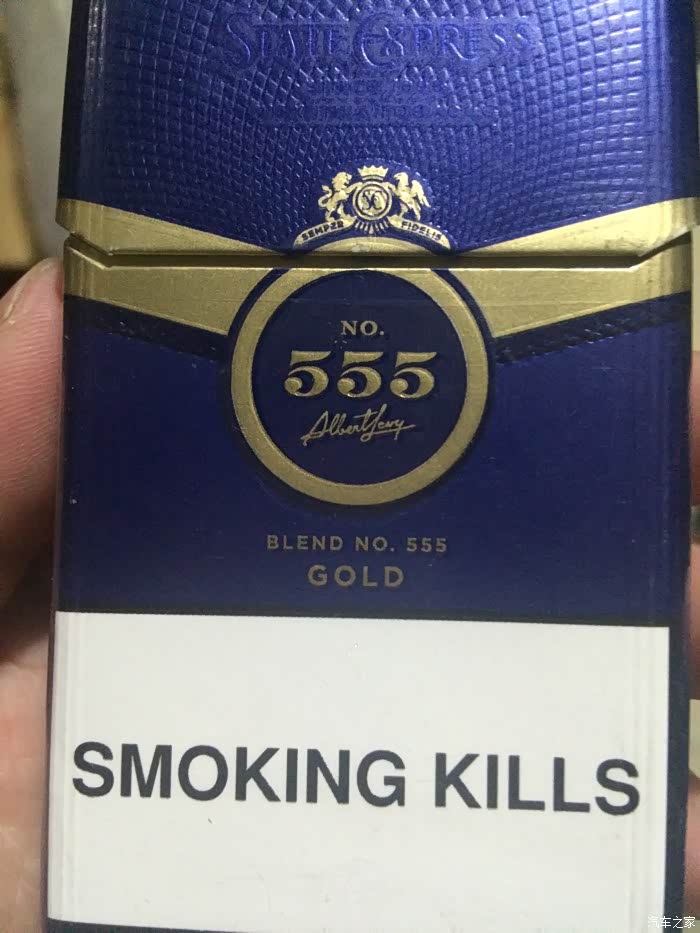 STATE EXPRESS
SEMPER FIDELIS
NO.
555
Albert Levy
BLEND NO. 555
GOLD
SMOKING KILLS
汽车之家